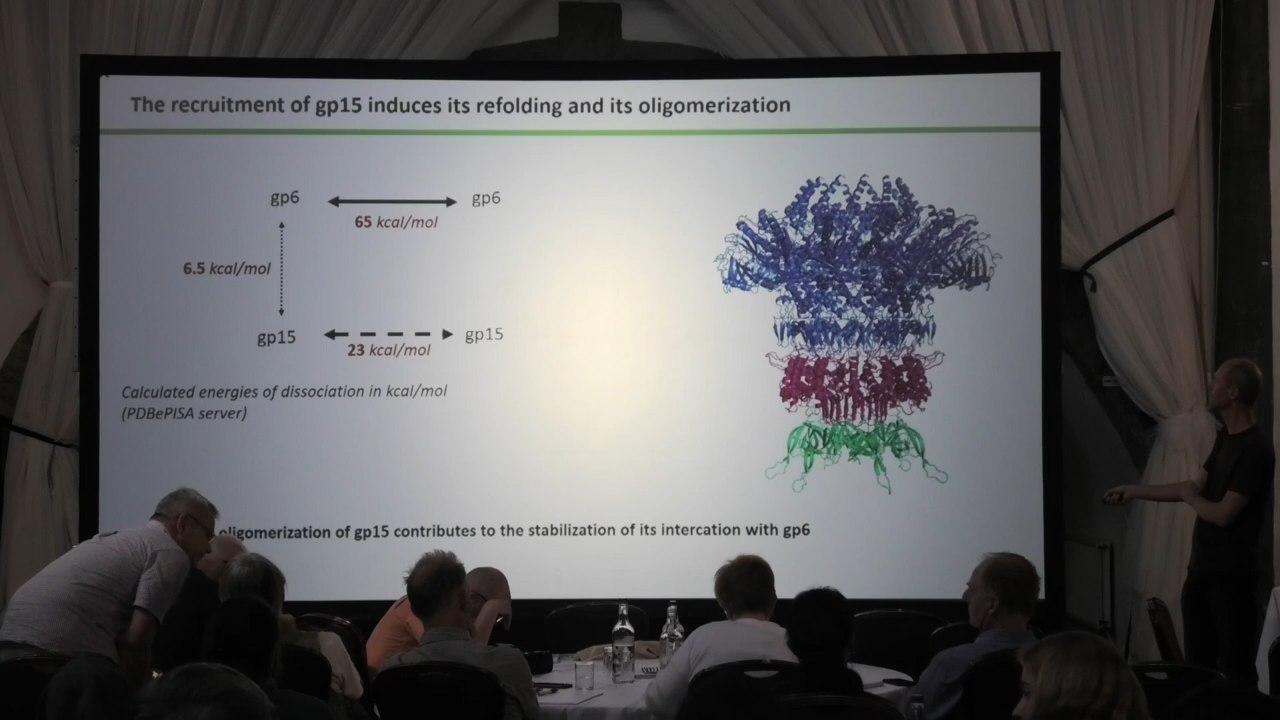 The recruitment of gp15 induces its refolding and its oligomerization
gp6 gp6
65 kcal/mol
6.5 kcal/mol
gp15 gp15
23 kcal/mol
Calculated energies of dissociation in kcal/mol
(PDBePISA server)
oligomerization of gp15 contributes to the stabilization of its intercation with gp6